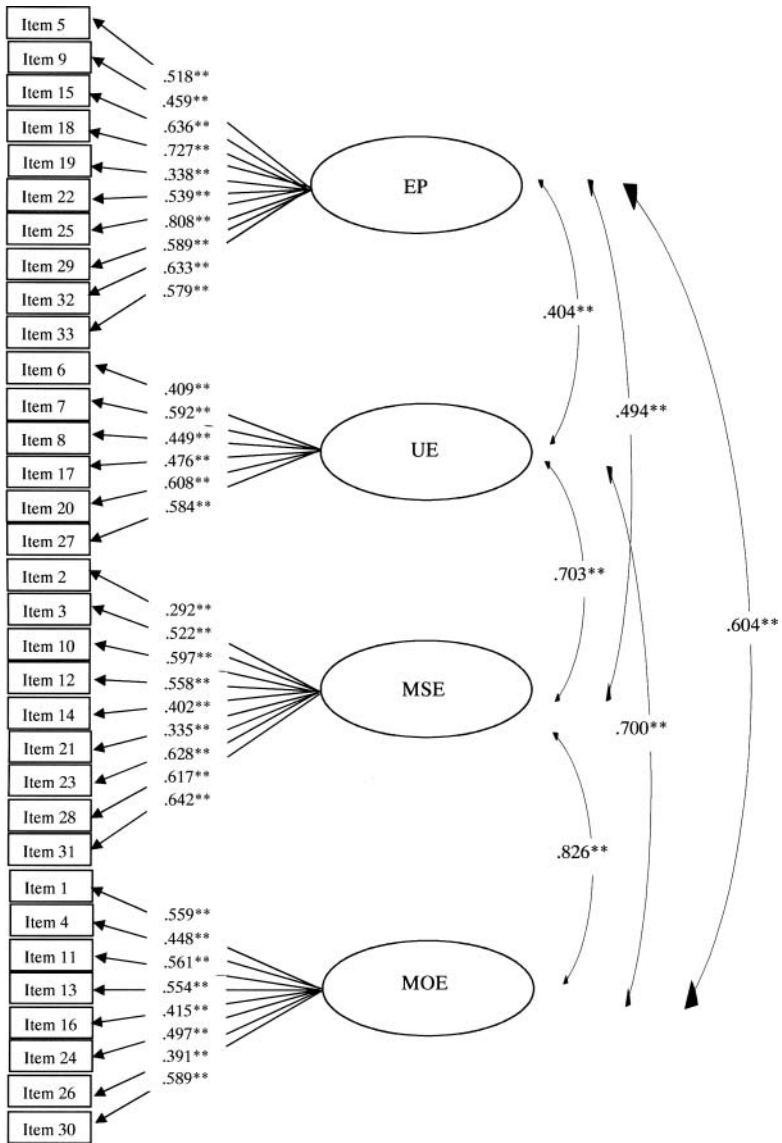 Item 5
Item 9
Item 15
Item 18
Item 19
Item 22
Item 25
Item 29
Item 32
Item 33
.518**
.459**
.636**
.727**
.338**
.539**
.808**
.589**
.633**
.579**
EP
Item 6
Item 7
Item 8
Item 17
Item 20
Item 27
.409**
.592**
.449**
.476**
.608**
.584**
UE
Item 2
Item 3
Item 10
Item 12
Item 14
Item 21
Item 23
Item 28
Item 31
.292**
.522**
.597**
.558**
.402**
.335**
.628**
.617**
.642**
MSE
Item 1
Item 4
Item 11
Item 13
Item 16
Item 24
Item 26
Item 30
.559**
.448**
.561**
.554**
.415**
.497**
.391**
.589**
MOE
.404**
.494**
.703**
.604**
.700**
.826**